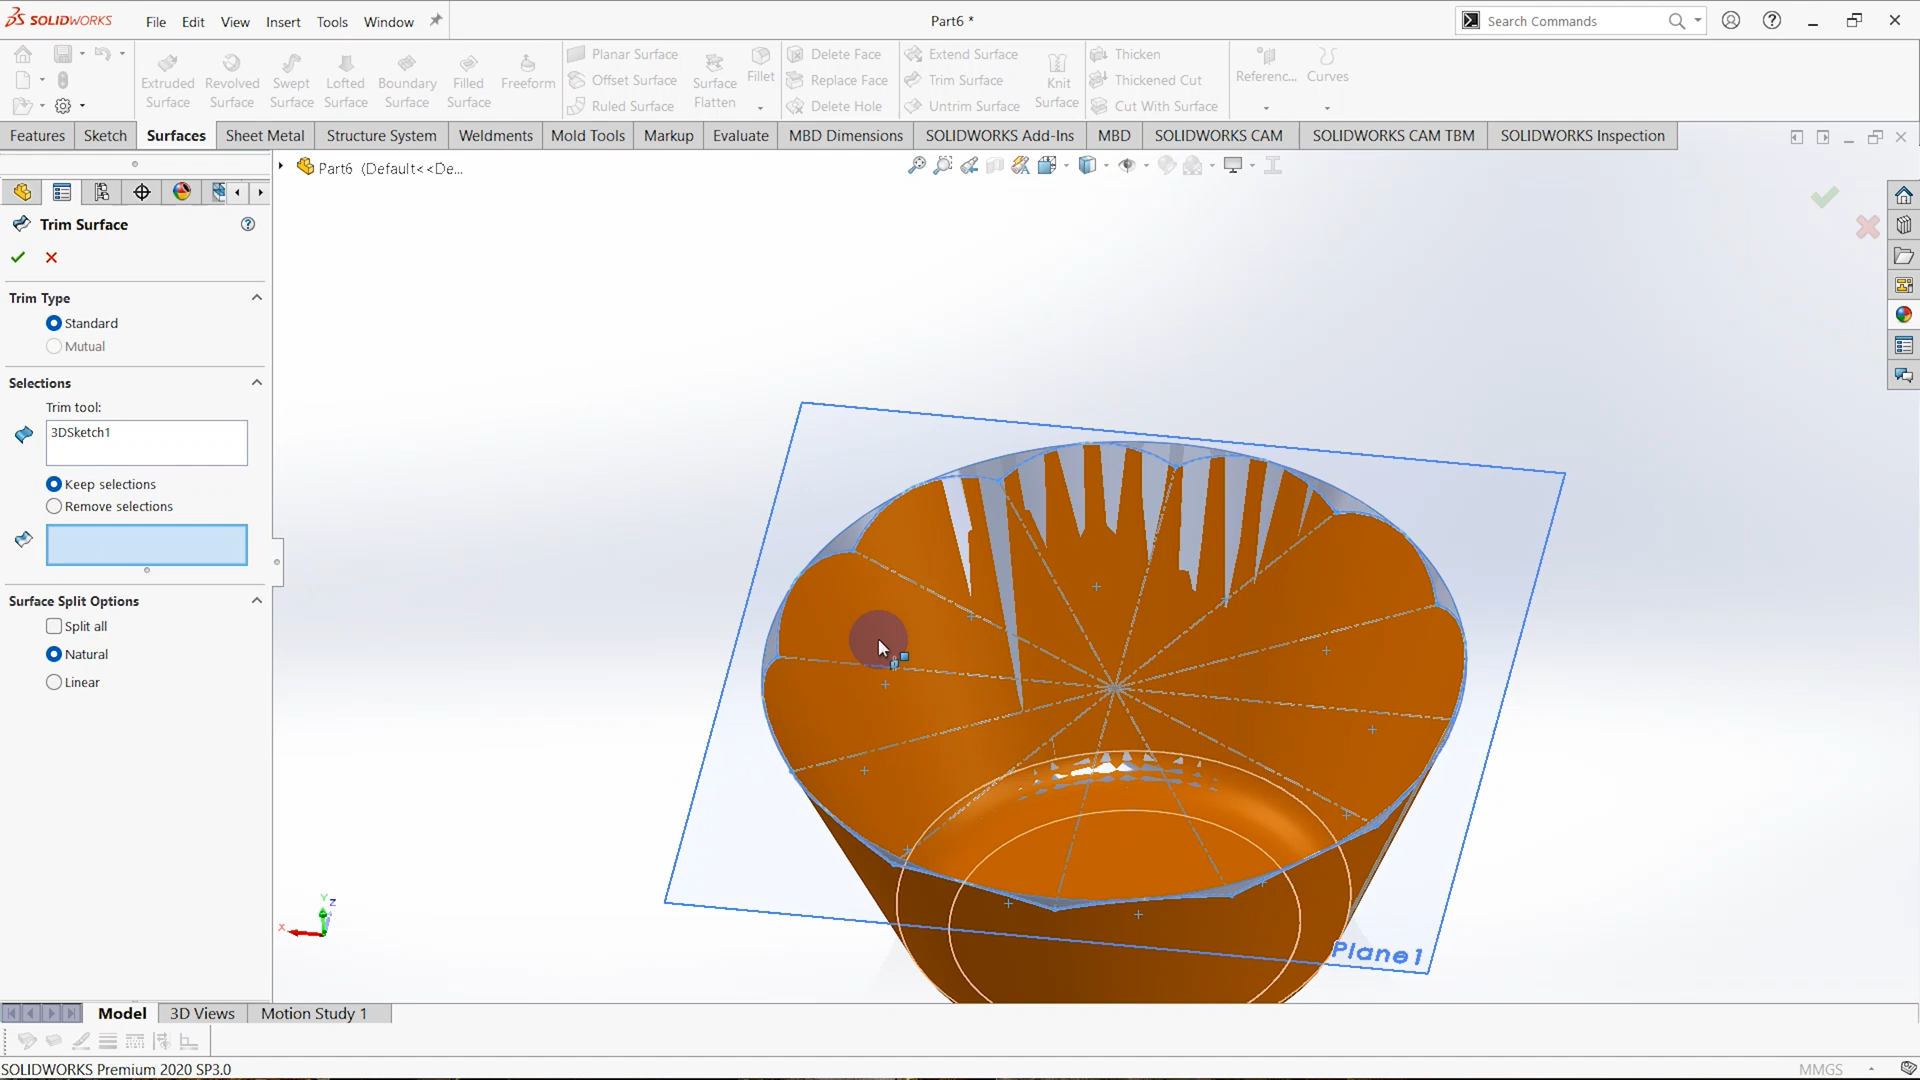 SOLIDWORKS File Edit View Insert Tools Window Part6 * Search Commands
Extruded Surface Revolved Surface Swept Surface Lofted Surface Boundary Surface Filled Surface Freeform
Planar Surface
Offset Surface
Ruled Surface
Surface Flatten
Fillet
Delete Face
Replace Face
Delete Hole
Extend Surface
Trim Surface
Untrim Surface
Knit Surface
Thicken
Thickened Cut
Cut With Surface
Referenc... Curves
Features Sketch Surfaces Sheet Metal Structure System Weldments Mold Tools Markup Evaluate MBD Dimensions SOLIDWORKS Add-Ins MBD SOLIDWORKS CAM SOLIDWORKS CAM TBM SOLIDWORKS Inspection
Part6 (Default<<De...
Trim Surface
Trim Type
Standard
Mutual
Selections
Trim tool:
3DSketch1
Keep selections
Remove selections
Surface Split Options
Split all
Natural
Linear
Plane1
Y
Z
X
Model 3D Views Motion Study 1
SOLIDWORKS Premium 2020 SP3.0 MMGS